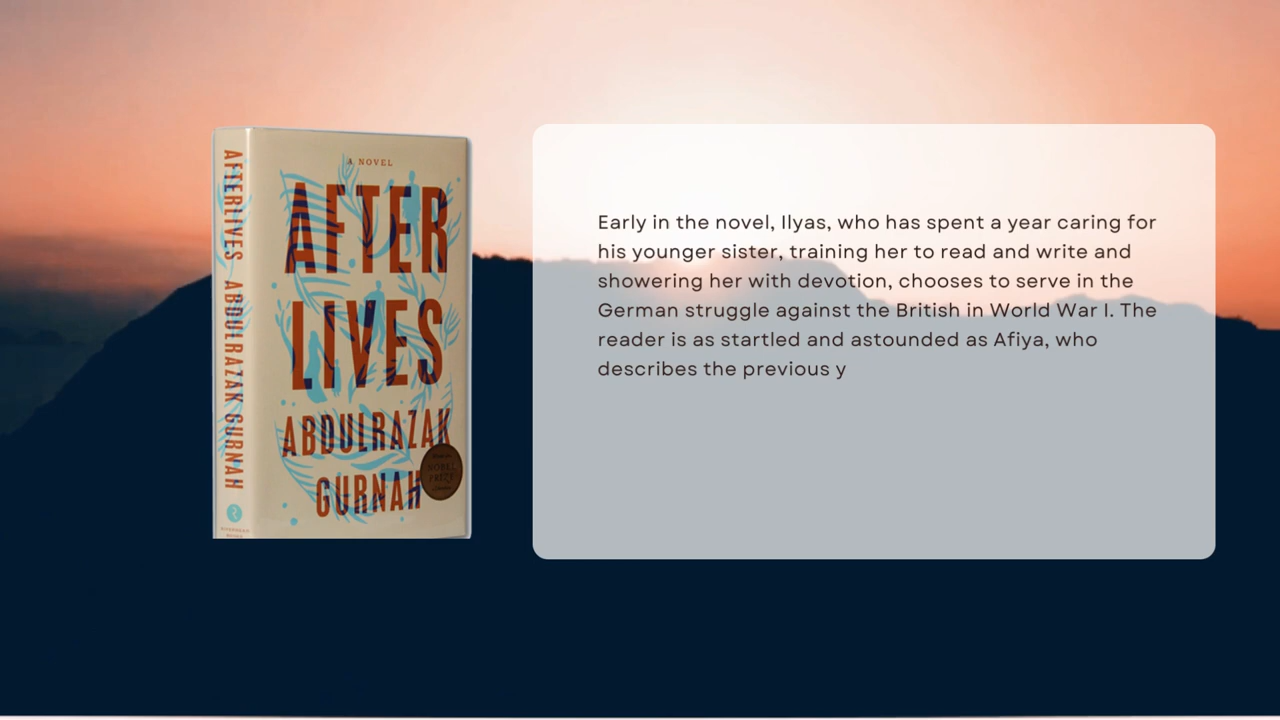 A NOVEL
AFTER
LIVES
ABDULRAZAK
GURNAH
NOBEL
PRIZE
AFTERLIVES ABDULRAZAK GURNAH
Early in the novel, Ilyas, who has spent a year caring for
his younger sister, training her to read and write and
showering her with devotion, chooses to serve in the
German struggle against the British in World War I. The
reader is as startled and astounded as Afiya, who
describes the previous y